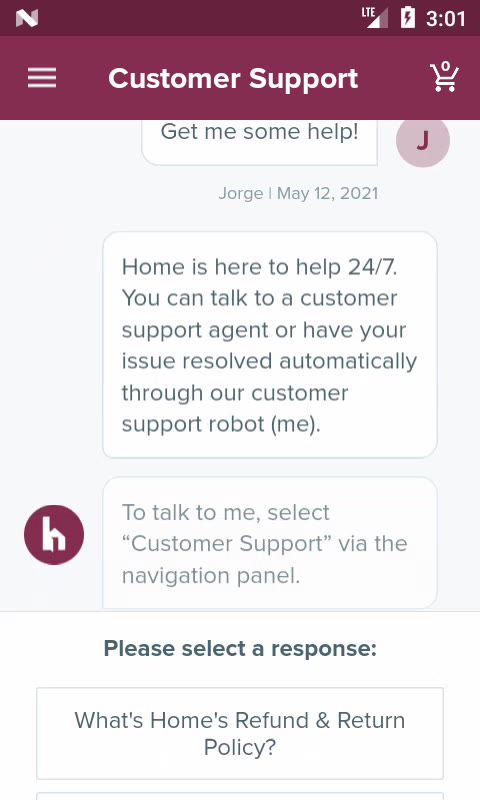 LTE 3:01
Customer Support
0
Get me some help!
J
Jorge | May 12, 2021
Home is here to help 24/7.
You can talk to a customer
support agent or have your
issue resolved automatically
through our customer
support robot (me).
h
To talk to me, select
“Customer Support” via the
navigation panel.
Please select a response:
What's Home's Refund & Return
Policy?